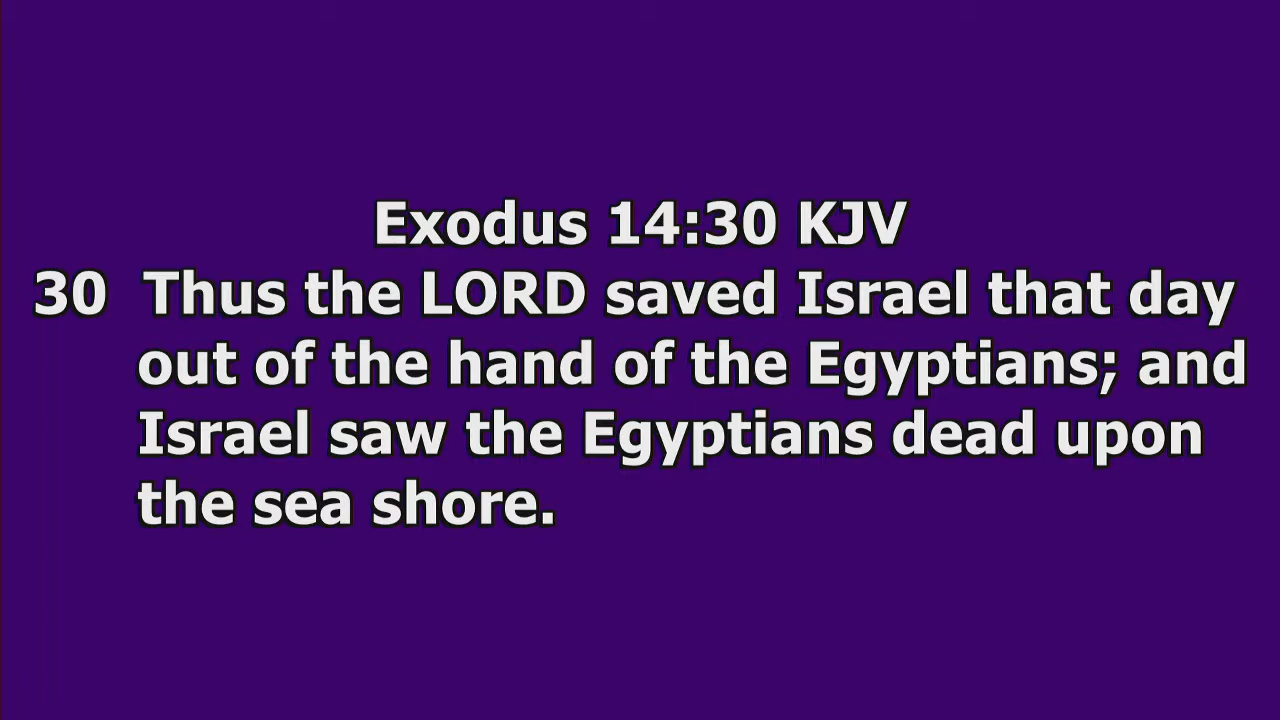 Exodus 14:30 KJV
30 Thus the LORD saved Israel that day
out of the hand of the Egyptians; and
Israel saw the Egyptians dead upon
the sea shore.